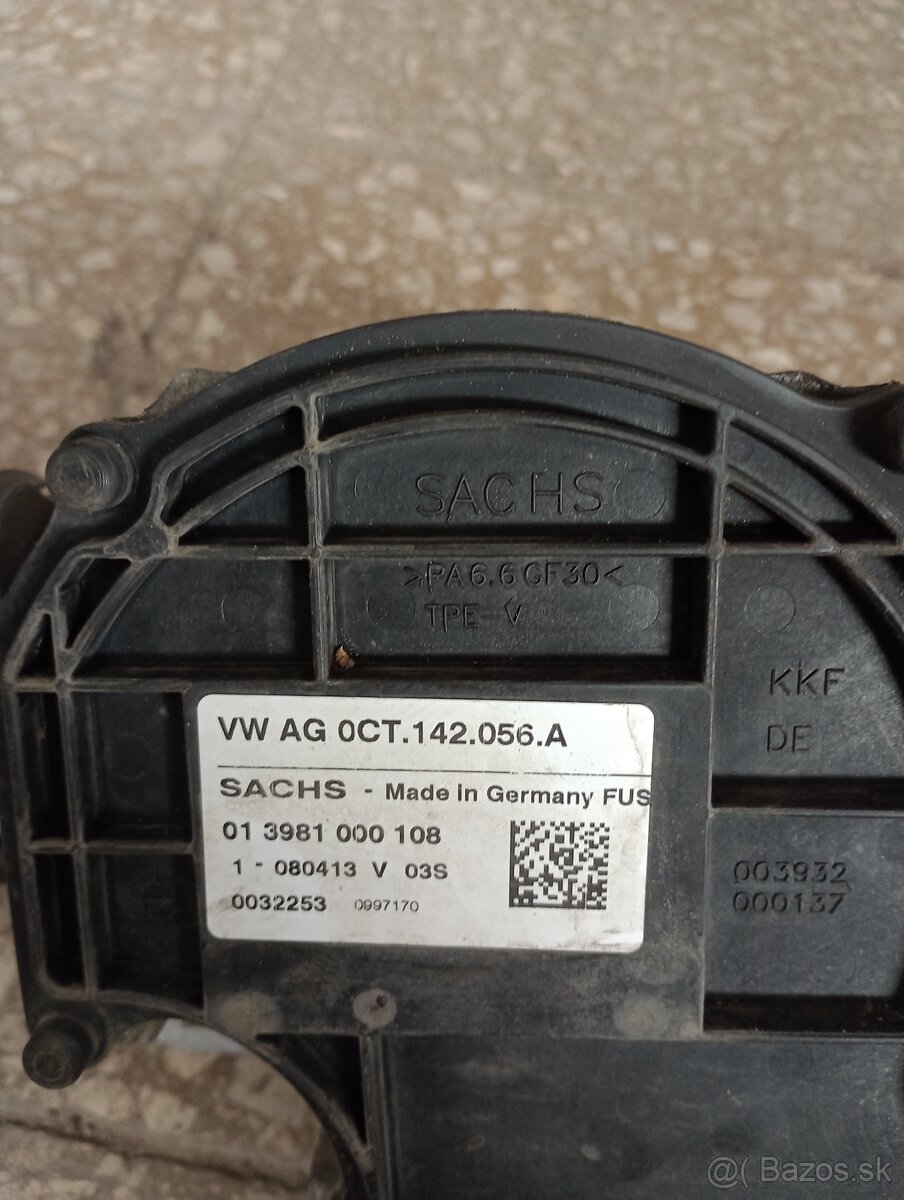 SACHS
>PA6.6GF30<
TPE-V
KKF
DE
VW AG 0CT.142.056.A
SACHS - Made in Germany FUS
01 3981 000 108
1 - 080413 V 03S
0032253 0997170
003932
000137
@( Bazos.sk